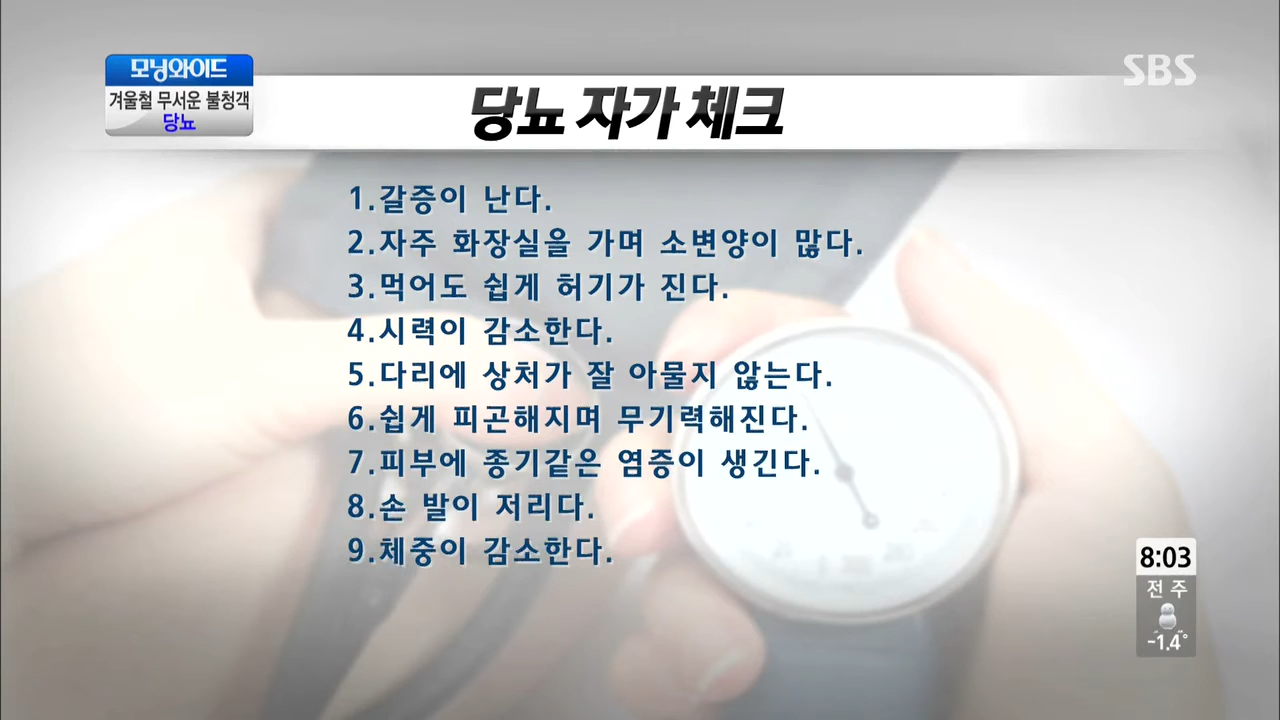 모닝와이드
겨울철 무서운 불청객
당뇨
SBS
당뇨 자가 체크
1.갈증이 난다.
2.자주 화장실을 가며 소변양이 많다.
3.먹어도 쉽게 허기가 진다.
4.시력이 감소한다.
5.다리에 상처가 잘 아물지 않는다.
6.쉽게 피곤해지며 무기력해진다.
7.피부에 종기같은 염증이 생긴다.
8.손 발이 저리다.
9.체중이 감소한다.
8:03
전 주
-1.4°